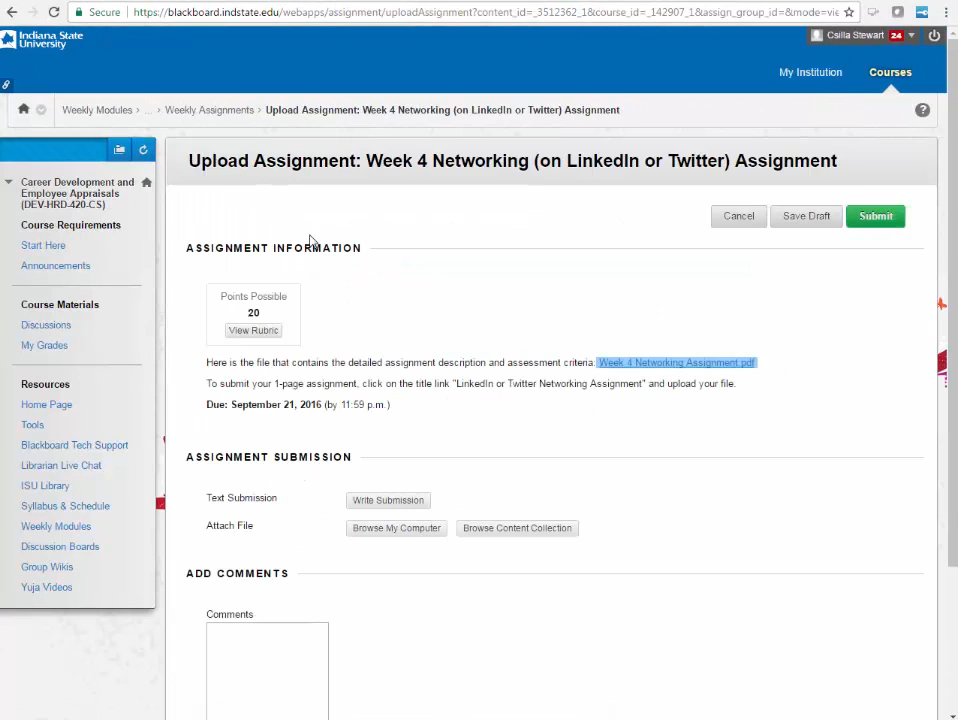 Secure https://blackboard.indstate.edu/webapps/assignment/uploadAssignment?content_id=_3512362_1&course_id=_142907_1&assign_group_id=&mode=vie
Indiana State
University
Csilla Stewart 24
My Institution Courses
Weekly Modules > ... > Weekly Assignments > Upload Assignment: Week 4 Networking (on LinkedIn or Twitter) Assignment ?
Upload Assignment: Week 4 Networking (on LinkedIn or Twitter) Assignment
Career Development and
Employee Appraisals
(DEV-HRD-420-CS)
Course Requirements
Start Here
Announcements
Course Materials
Discussions
My Grades
Resources
Home Page
Tools
Blackboard Tech Support
Librarian Live Chat
ISU Library
Syllabus & Schedule
Weekly Modules
Discussion Boards
Group Wikis
Yuja Videos
Cancel Save Draft Submit
ASSIGNMENT INFORMATION
Points Possible
20
View Rubric
Here is the file that contains the detailed assignment description and assessment criteria: Week 4 Networking Assignment.pdf
To submit your 1-page assignment, click on the title link "LinkedIn or Twitter Networking Assignment" and upload your file.
Due: September 21, 2016 (by 11:59 p.m.)
ASSIGNMENT SUBMISSION
Text Submission Write Submission
Attach File Browse My Computer Browse Content Collection
ADD COMMENTS
Comments